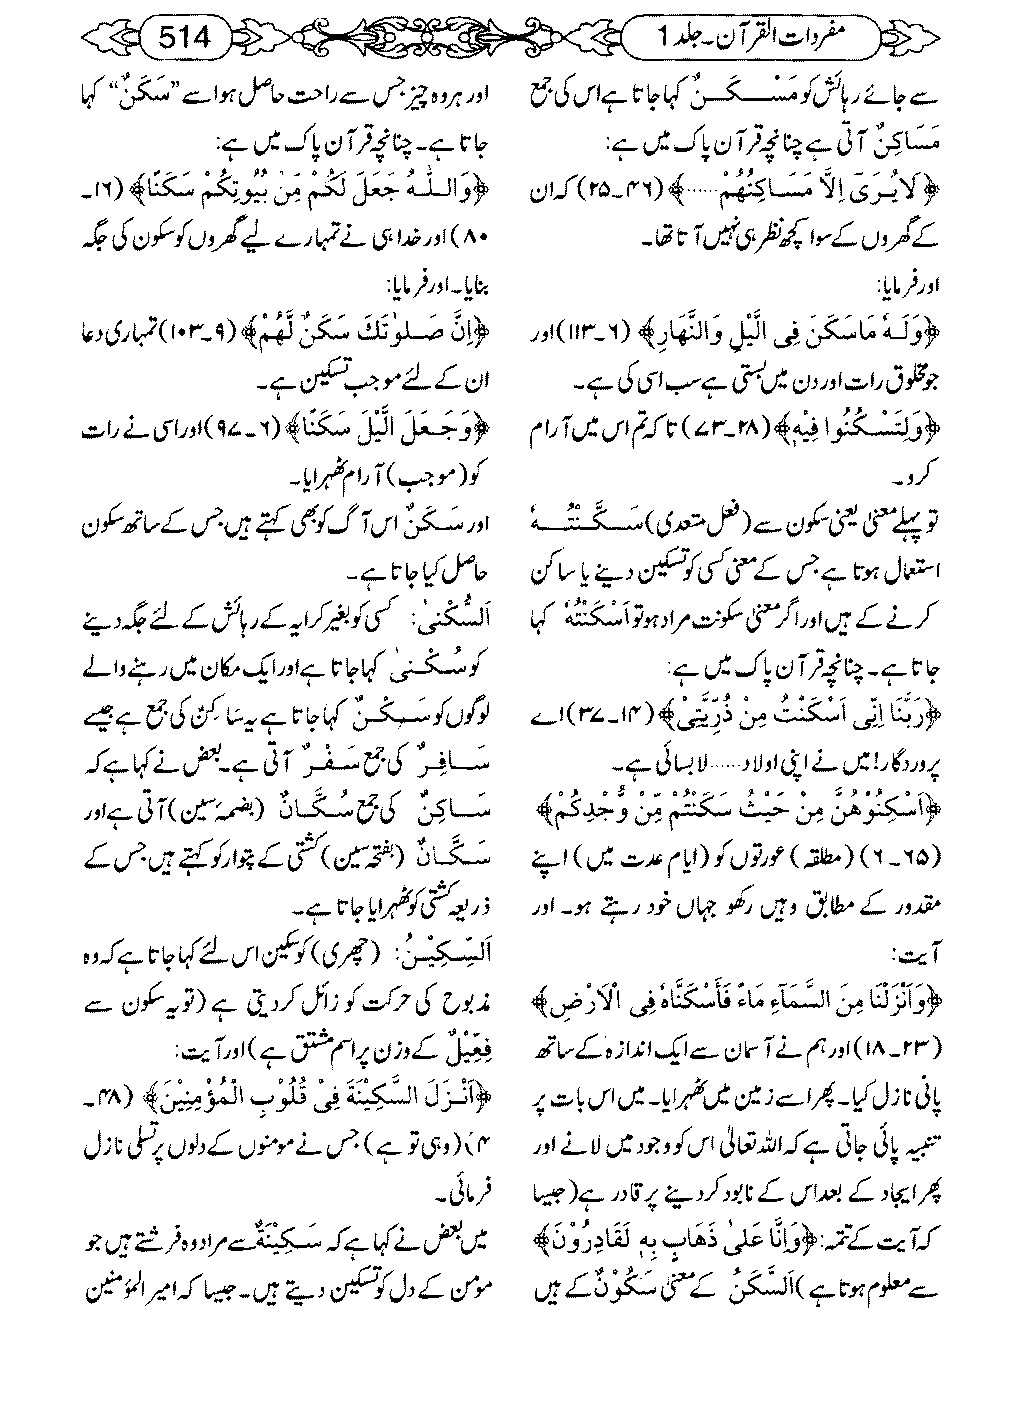 مفردات القرآن۔ جلد 1
514
سے جائے رہائش کو مَسْكَنٌ کہا جاتا ہے اس کی جمع
مَسَاكِنٌ آتی ہے چنانچہ قرآن پاک میں ہے:
﴿لَا يُرَىٓ اِلَّا مَسَاكِنُهُمْ......﴾ (۴۶۔۲۵) کہ ان
کے گھروں کے سوا کچھ نظر ہی نہیں آتا تھا۔
اور فرمایا:
﴿وَلَهٗ مَاسَكَنَ فِى الَّيْلِ وَالنَّهَارِ﴾ (۶۔۱۱۳) اور
جو مخلوق رات اور دن میں بستی ہے سب اسی کی ہے۔
﴿وَلِتَسْكُنُوا فِيْهِ﴾ (۲۸۔۷۳) تاکہ تم اس میں آرام
کرو۔
تو پہلے معنیٰ یعنی سکون سے (فعل متعدی) سَكَّنْتُهٗ
استعمال ہوتا ہے جس کے معنی کسی کو تسکین دینے یا ساکن
کرنے کے ہیں اور اگر معنیٰ سکونت مراد ہو تو اَسْكَنْتُهٗ کہا
جاتا ہے۔ چنانچہ قرآن پاک میں ہے:
﴿رَبَّنَا اِنِّى اَسْكَنْتُ مِنْ ذُرِّيَّتِىْ﴾ (۱۴۔۳۷) اے
پروردگار! میں نے اپنی اولاد......لا بسائی ہے۔
﴿اَسْكِنُوْهُنَّ مِنْ حَيْثُ سَكَنْتُمْ مِّنْ وُّجْدِكُمْ﴾
(۶۵۔۶) (مطلقہ) عورتوں کو (ایام عدت میں) اپنے
مقدور کے مطابق وہیں رکھو جہاں خود رہتے ہو۔ اور
آیت:
﴿وَاَنْزَلْنَا مِنَ السَّمَآءِ مَاءً فَأَسْكَنَّاهُ فِى الْاَرْضِ﴾
(۲۳۔۱۸) اور ہم نے آسمان سے ایک اندازہ کے ساتھ
پانی نازل کیا۔ پھر اسے زمین میں ٹھہرایا۔ میں اس بات پر
تنبیہ پائی جاتی ہے کہ اللہ تعالیٰ اس کو وجود میں لانے اور
پھر ایجاد کے بعد اس کے نابود کر دینے پر قادر ہے (جیسا
کہ آیت کے تتمہ: ﴿وَاِنَّا عَلىٰ ذَهَابٍ بِهٖ لَقَادِرُوْنَ﴾
سے معلوم ہوتا ہے) اَلسَّكَنُ کے معنی سَكُوْنٌ کے ہیں
اور ہر وہ چیز جس سے راحت حاصل ہو اسے ”سَكَنٌ“ کہا
جاتا ہے۔ چنانچہ قرآن پاک میں ہے:
﴿وَاللّٰهُ جَعَلَ لَكُمْ مِّنْ بُيُوْتِكُمْ سَكَنًا﴾ (۱۶۔
۸۰) اور خدا ہی نے تمہارے لیے گھروں کو سکون کی جگہ
بنایا۔ اور فرمایا:
﴿اِنَّ صَلٰوتَكَ سَكَنٌ لَّهُمْ﴾ (۹۔۱۰۳) تمہاری دعا
ان کے لئے موجب تسکین ہے۔
﴿وَجَعَلَ الَّيْلَ سَكَنًا﴾ (۶۔۹۷) اور اسی نے رات
کو (موجب) آرام ٹھہرایا۔
اور سَكَنٌ اس آگ کو بھی کہتے ہیں جس کے ساتھ سکون
حاصل کیا جاتا ہے۔
اَلسُّكْنىٰ: کسی کو بغیر کرایہ کے رہائش کے لئے جگہ دینے
کو سُكْنىٰ کہا جاتا ہے اور ایک مکان میں رہنے والے
لوگوں کو سَكْنٌ کہا جاتا ہے یہ سَاكِنٌ کی جمع ہے جیسے
سَافِرٌ کی جمع سَفْرٌ آتی ہے۔ بعض نے کہا ہے کہ
سَاكِنٌ کی جمع سُكَّانٌ (بضمہ سین) آتی ہے اور
سَكَّانٌ (بفتحہ سین) کشتی کے پتوار کو کہتے ہیں جس کے
ذریعہ کشتی کو ٹھہرایا جاتا ہے۔
اَلسِّكِيْنُ: (چھری) کو سکین اس لئے کہا جاتا ہے کہ وہ
مذبوح کی حرکت کو زائل کر دیتی ہے (تو یہ سکون سے
فِعِّيْلٌ کے وزن پر اسم مشتق ہے) اور آیت:
﴿اَنْزَلَ السَّكِيْنَةَ فِىْ قُلُوْبِ الْمُؤْمِنِيْنَ﴾ (۴۸۔
۴) (وہی تو ہے) جس نے مومنوں کے دلوں پر تسلی نازل
فرمائی۔
میں بعض نے کہا ہے کہ سَكِيْنَةٌ سے مراد وہ فرشتے ہیں جو
مومن کے دل کو تسکین دیتے ہیں۔ جیسا کہ امیر المؤمنین